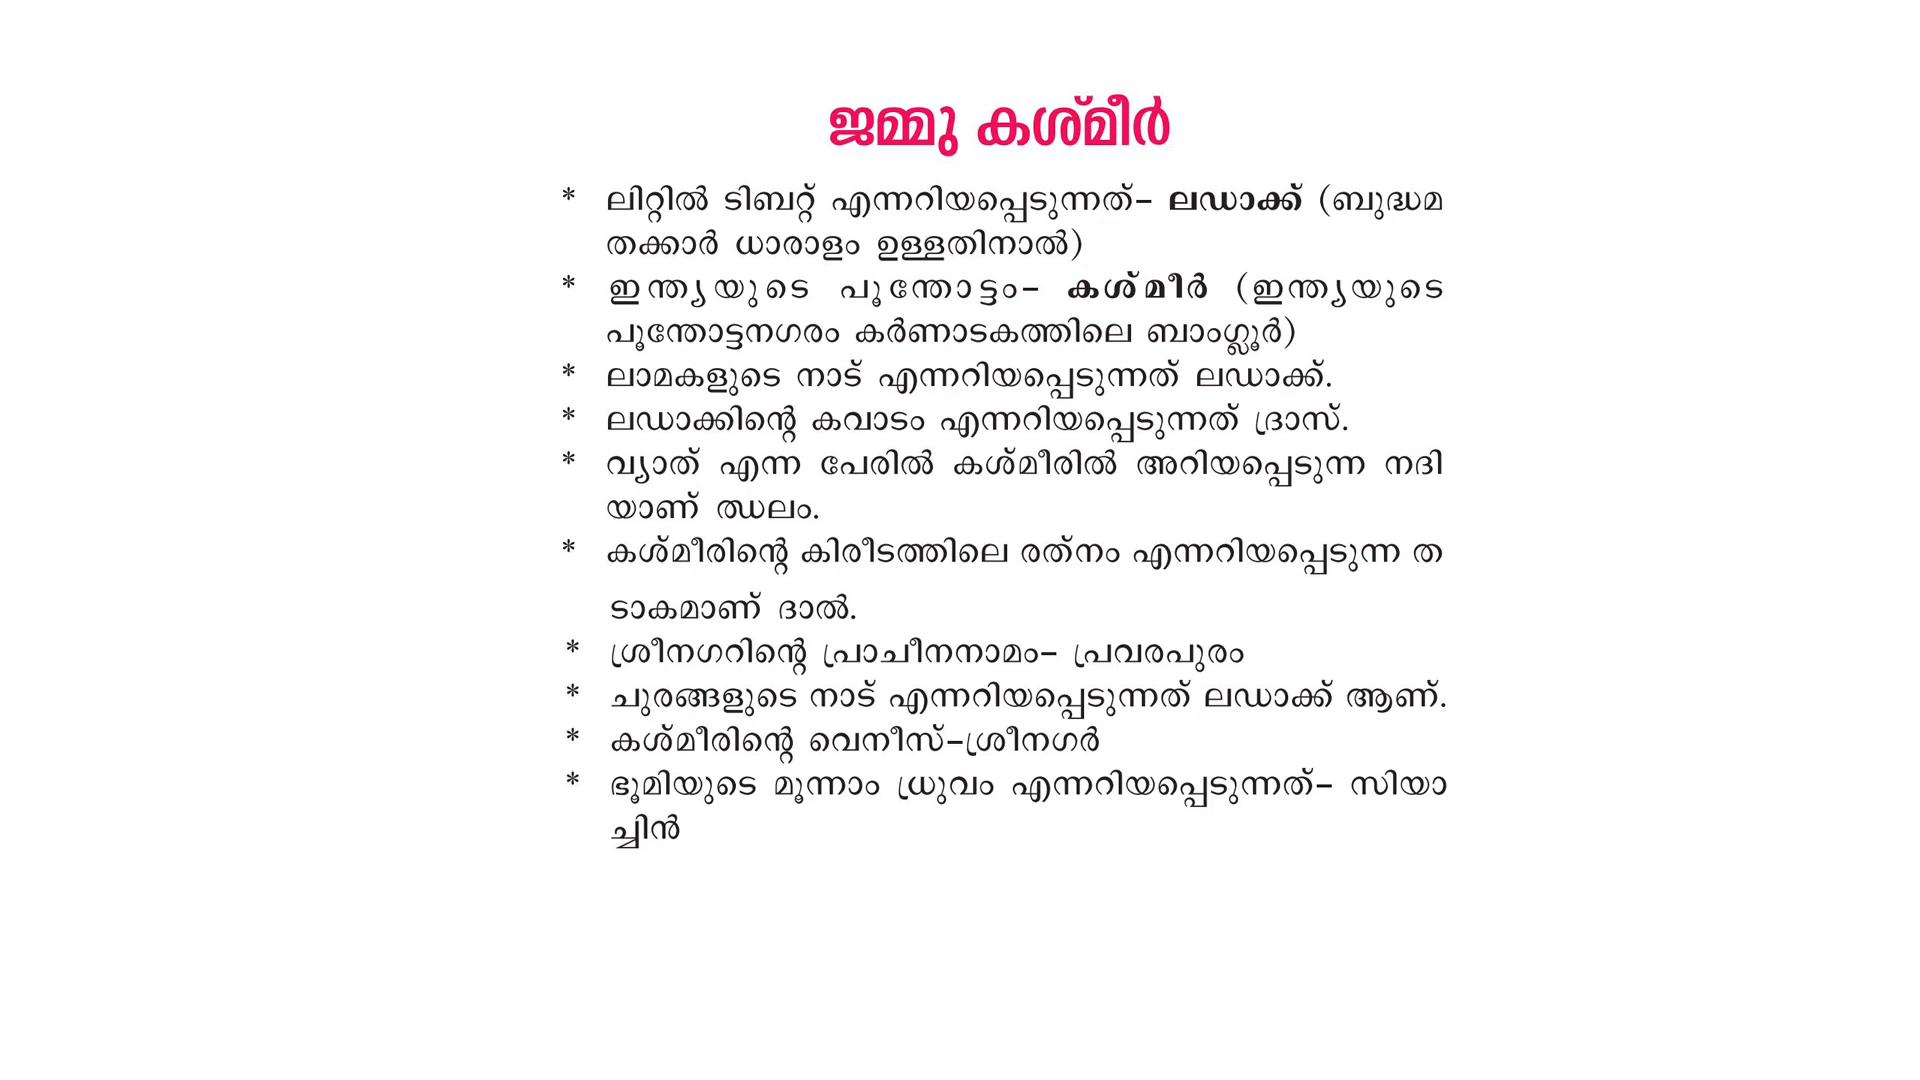 ജമ്മു കശ്മീർ
* ലിറ്റിൽ ടിബറ്റ് എന്നറിയപ്പെടുന്നത്- ലഡാക്ക് (ബുദ്ധമ
തക്കാർ ധാരാളം ഉള്ളതിനാൽ)
* ഇന്ത്യയുടെ പൂന്തോട്ടം- കശ്മീർ (ഇന്ത്യയുടെ
പൂന്തോട്ടനഗരം കർണാടകത്തിലെ ബാംഗ്ലൂർ)
* ലാമകളുടെ നാട് എന്നറിയപ്പെടുന്നത് ലഡാക്ക്.
* ലഡാക്കിന്റെ കവാടം എന്നറിയപ്പെടുന്നത് ദ്രാസ്.
* വ്യാത് എന്ന പേരിൽ കശ്മീരിൽ അറിയപ്പെടുന്ന നദി
യാണ് ഝലം.
* കശ്മീരിന്റെ കിരീടത്തിലെ രത്നം എന്നറിയപ്പെടുന്ന ത
ടാകമാണ് ദാൽ.
* ശ്രീനഗറിന്റെ പ്രാചീനനാമം- പ്രവരപുരം
* ചുരങ്ങളുടെ നാട് എന്നറിയപ്പെടുന്നത് ലഡാക്ക് ആണ്.
* കശ്മീരിന്റെ വെനീസ്-ശ്രീനഗർ
* ഭൂമിയുടെ മൂന്നാം ധ്രുവം എന്നറിയപ്പെടുന്നത്- സിയാ
ച്ചിൻ